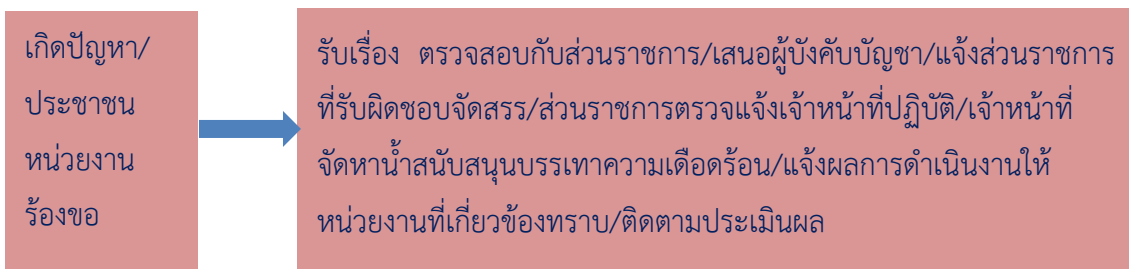 เกิดปัญหา/
ประชาชน
หน่วยงาน
ร้องขอ
รับเรื่อง ตรวจสอบกับส่วนราชการ/เสนอผู้บังคับบัญชา/แจ้งส่วนราชการ
ที่รับผิดชอบจัดสรร/ส่วนราชการตรวจแจ้งเจ้าหน้าที่ปฏิบัติ/เจ้าหน้าที่
จัดหาน้ำสนับสนุนบรรเทาความเดือดร้อน/แจ้งผลการดำเนินงานให้
หน่วยงานที่เกี่ยวข้องทราบ/ติดตามประเมินผล